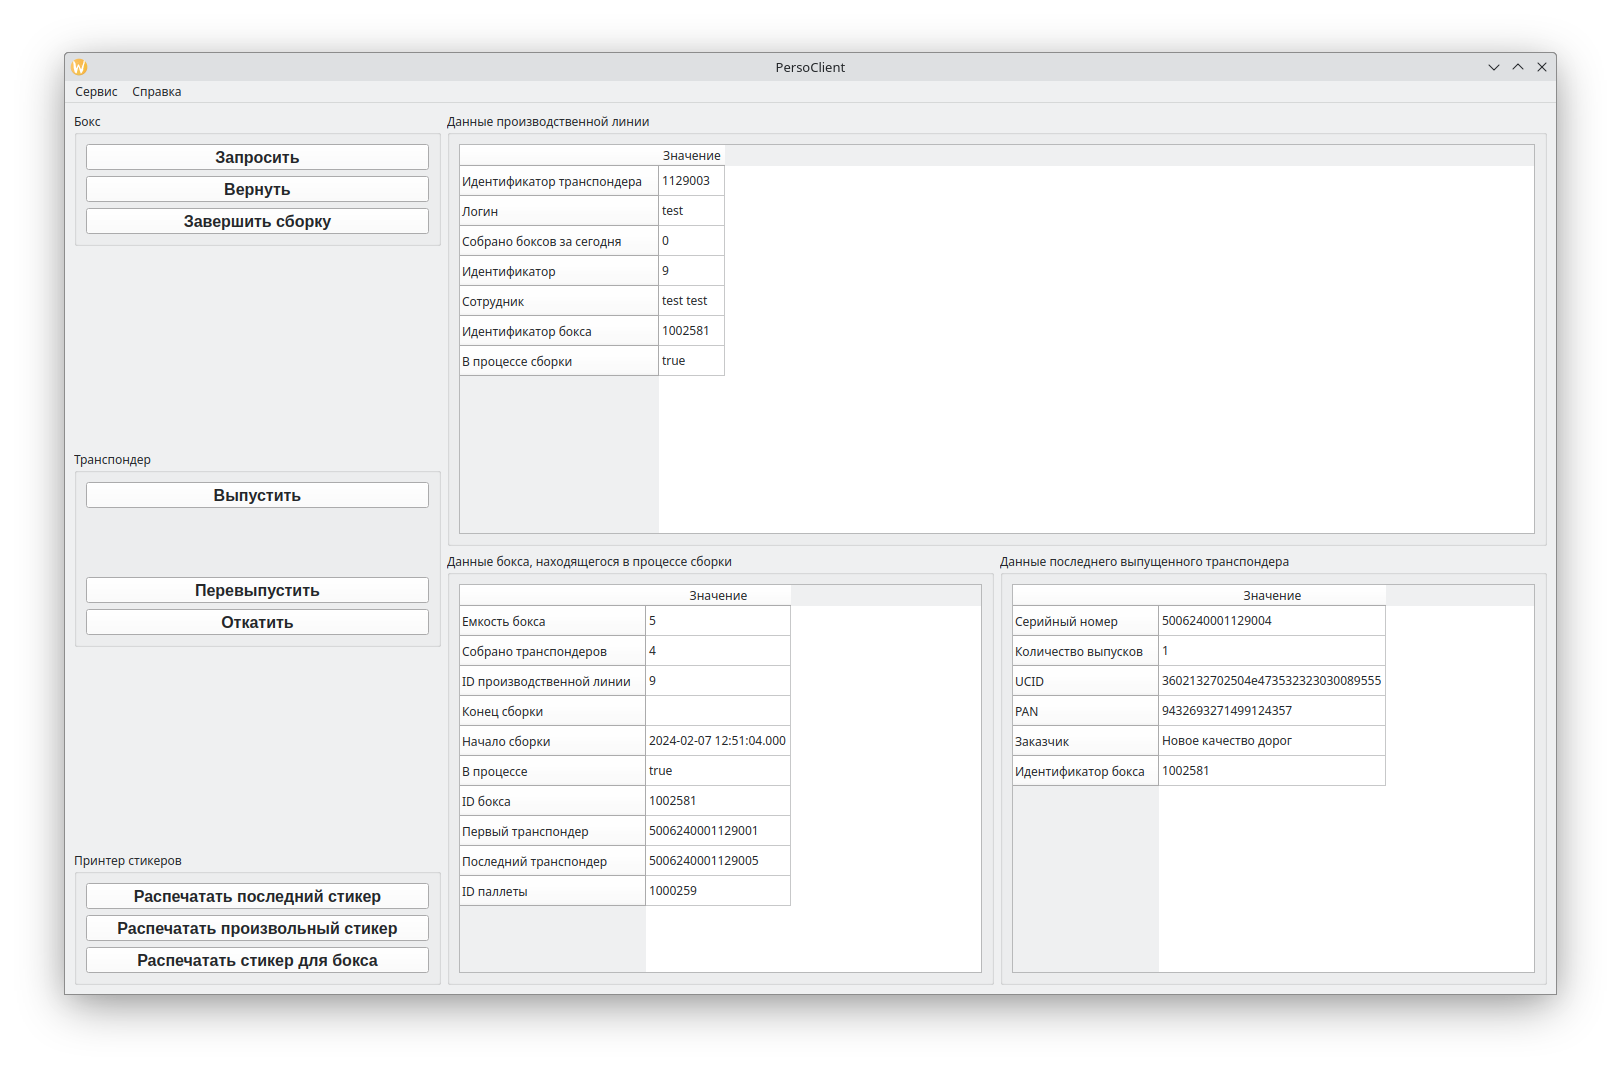 PersoClient
Сервис Справка
Бокс
Запросить
Вернуть
Завершить сборку
Транспондер
Выпустить
Перевыпустить
Откатить
Принтер стикеров
Распечатать последний стикер
Распечатать произвольный стикер
Распечатать стикер для бокса
Данные производственной линии
Значение
Идентификатор транспондера 1129003
Логин test
Собрано боксов за сегодня 0
Идентификатор 9
Сотрудник test test
Идентификатор бокса 1002581
В процессе сборки true
Данные бокса, находящегося в процессе сборки
Значение
Емкость бокса 5
Собрано транспондеров 4
ID производственной линии 9
Конец сборки
Начало сборки 2024-02-07 12:51:04.000
В процессе true
ID бокса 1002581
Первый транспондер 5006240001129001
Последний транспондер 5006240001129005
ID паллеты 1000259
Данные последнего выпущенного транспондера
Значение
Серийный номер 5006240001129004
Количество выпусков 1
UCID 3602132702504e473532323030089555
PAN 9432693271499124357
Заказчик Новое качество дорог
Идентификатор бокса 1002581